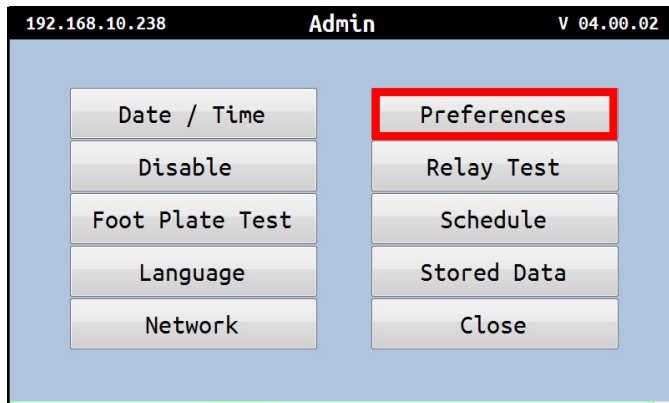 192.168.10.238 Admin V 04.00.02
Date / Time Preferences
Disable Relay Test
Foot Plate Test Schedule
Language Stored Data
Network Close